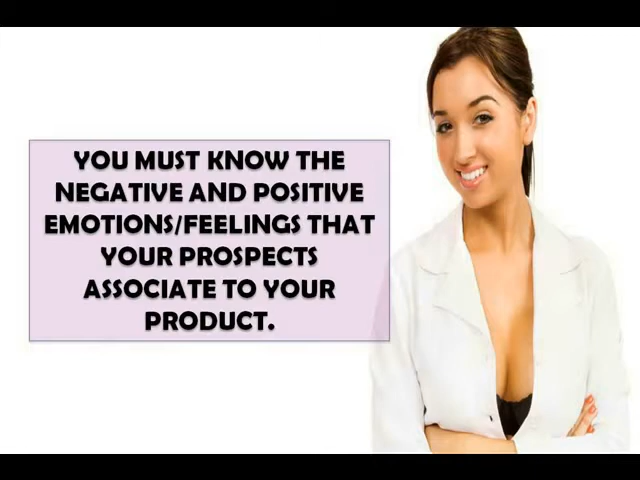 YOU MUST KNOW THE
NEGATIVE AND POSITIVE
EMOTIONS/FEELINGS THAT
YOUR PROSPECTS
ASSOCIATE TO YOUR
PRODUCT.